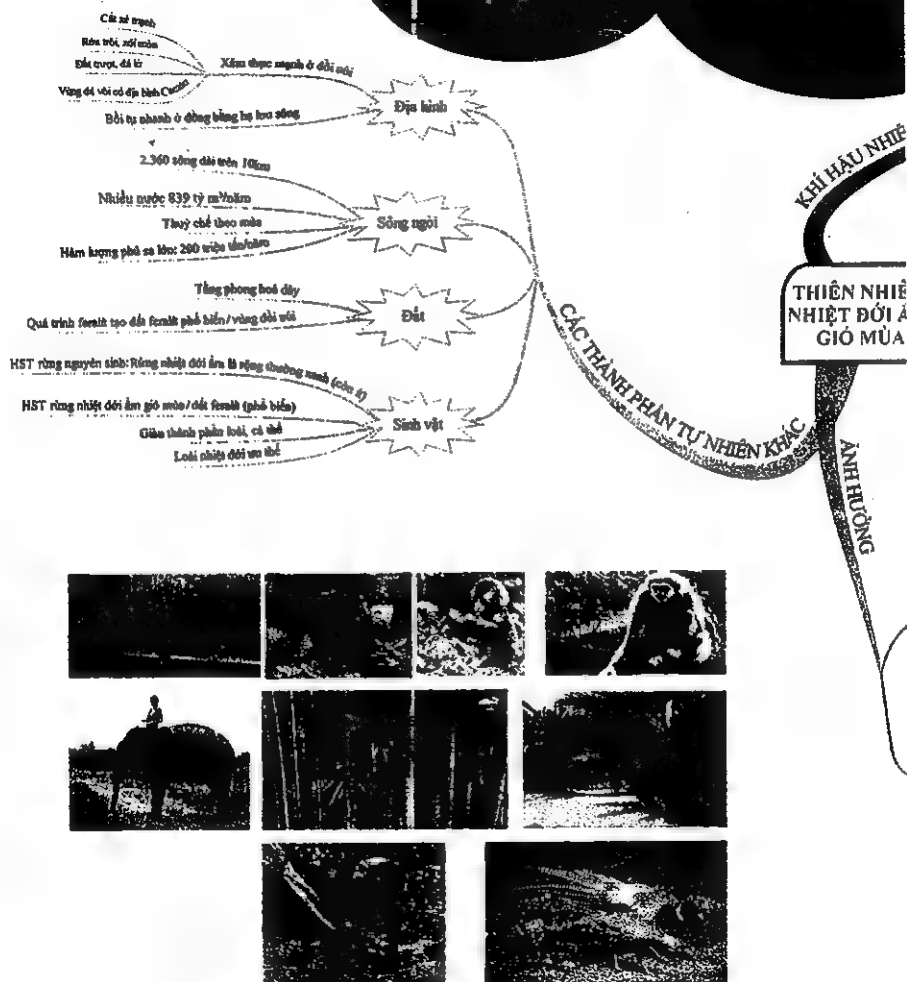 Cắt xẻ mạnh
Rửa trôi, xói mòn
Đất trượt, đá lở
Vùng đá vôi có địa hình Cacxtơ
Xâm thực mạnh ở đồi núi
Bồi tụ nhanh ở đồng bằng hạ lưu sông
Địa hình
2.360 sông dài trên 10km
Nhiều nước 839 tỷ m³/năm
Thuỷ chế theo mùa
Hàm lượng phù sa lớn: 200 triệu tấn/năm
Sông ngòi
Tầng phong hoá dày
Quá trình feralit tạo đất feralit phổ biến/vùng đồi núi
Đất
HST rừng nguyên sinh: Rừng nhiệt đới ẩm lá rộng thường xanh (còn ít)
HST rừng nhiệt đới ẩm gió mùa/đất feralit (phổ biến)
Giàu thành phần loài, cá thể
Loài nhiệt đới ưu thế
Sinh vật
CÁC THÀNH PHẦN TỰ NHIÊN KHÁC
KHÍ HẬU NHIỆ
THIÊN NHIÊ
NHIỆT ĐỚI Ẩ
GIÓ MÙA
ẢNH HƯỞNG